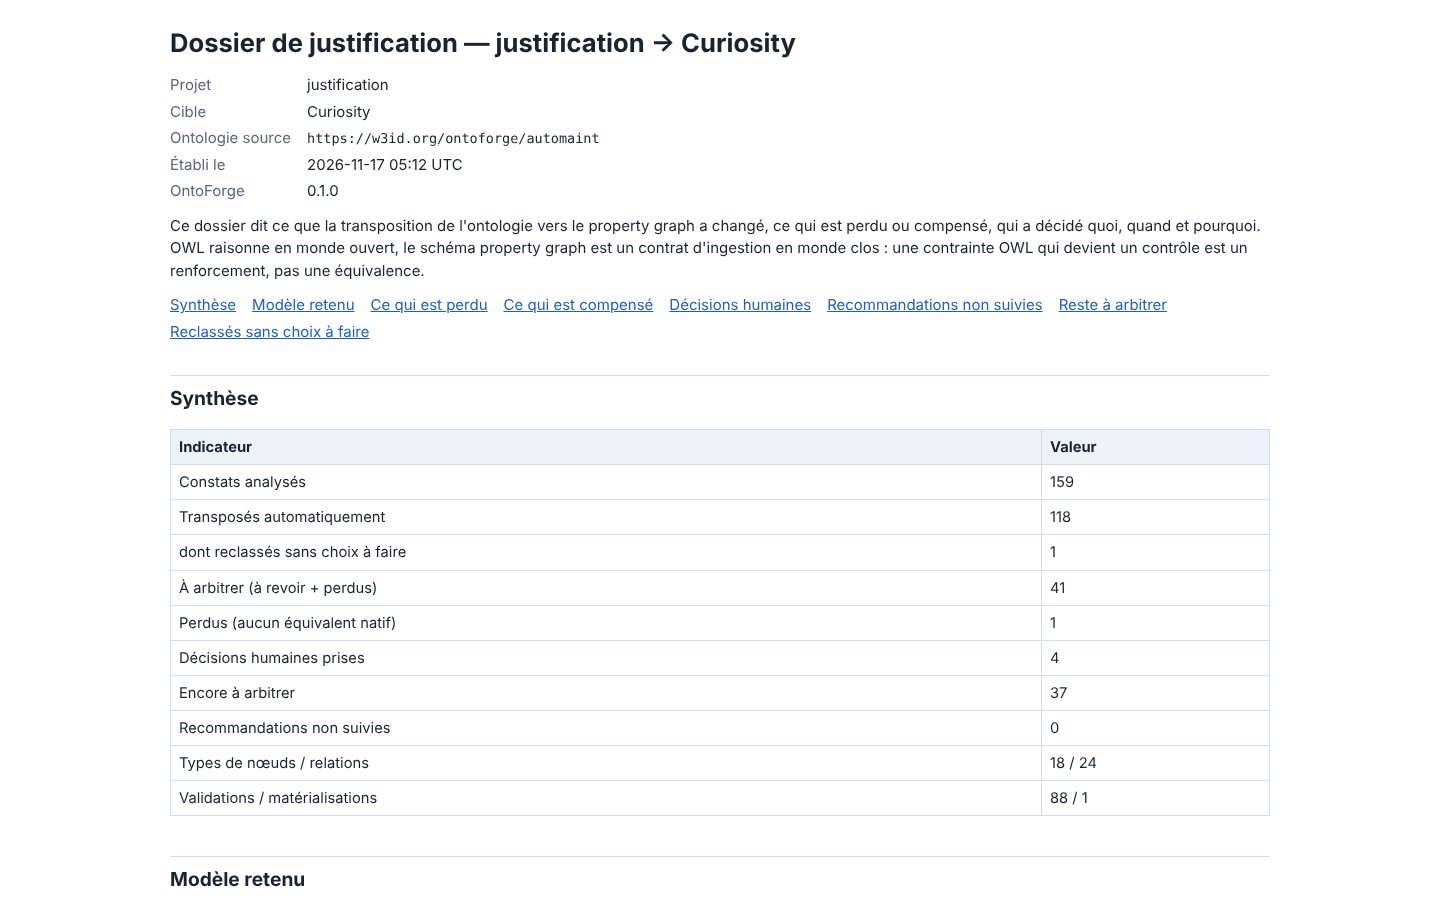 Dossier de justification — justification → Curiosity
Projet justification
Cible Curiosity
Ontologie source https://w3id.org/ontoforge/automaint
Établi le 2026-11-17 05:12 UTC
OntoForge 0.1.0
Ce dossier dit ce que la transposition de l'ontologie vers le property graph a changé, ce qui est perdu ou compensé, qui a décidé quoi, quand et pourquoi.
OWL raisonne en monde ouvert, le schéma property graph est un contrat d'ingestion en monde clos : une contrainte OWL qui devient un contrôle est un
renforcement, pas une équivalence.
Synthèse Modèle retenu Ce qui est perdu Ce qui est compensé Décisions humaines Recommandations non suivies Reste à arbitrer
Reclassés sans choix à faire
Synthèse
Indicateur Valeur
Constats analysés 159
Transposés automatiquement 118
dont reclassés sans choix à faire 1
À arbitrer (à revoir + perdus) 41
Perdus (aucun équivalent natif) 1
Décisions humaines prises 4
Encore à arbitrer 37
Recommandations non suivies 0
Types de nœuds / relations 18 / 24
Validations / matérialisations 88 / 1
Modèle retenu